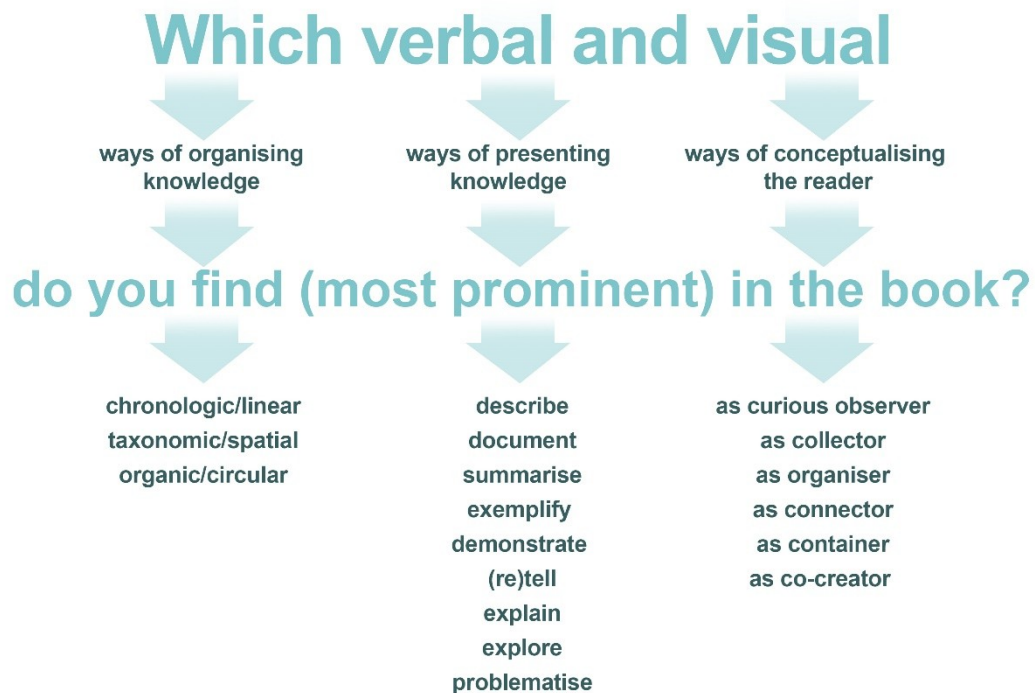 Which verbal and visual
ways of organising
knowledge
ways of presenting
knowledge
ways of conceptualising
the reader
do you find (most prominent) in the book?
chronologic/linear
taxonomic/spatial
organic/circular
describe
document
summarise
exemplify
demonstrate
(re)tell
explain
explore
problematise
as curious observer
as collector
as organiser
as connector
as container
as co-creator